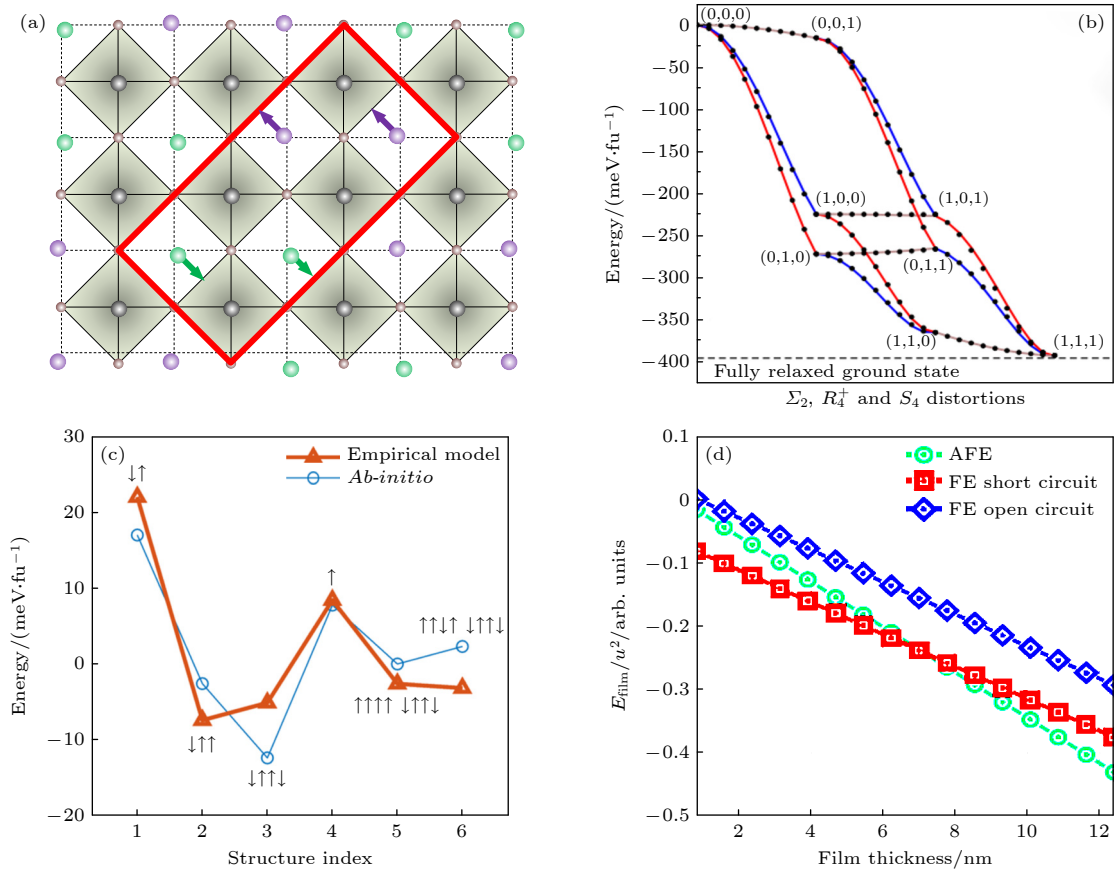 (a)
(b)
0
−50
−100
−150
−200
−250
−300
−350
−400
Energy/(meV·fu⁻¹)
(0,0,0)
(0,0,1)
(1,0,0)
(1,0,1)
(0,1,0)
(0,1,1)
(1,1,0)
(1,1,1)
Fully relaxed ground state
Σ₂, R₄⁺ and S₄ distortions
(c)
30
20
10
0
−10
−20
Energy/(meV·fu⁻¹)
Empirical model
Ab-initio
↓↑
↓↑↑
↓↑↑↓
↑
↑↑↑↑ ↓↑↑↓
↑↑↓↑ ↓↑↑↓
1 2 3 4 5 6
Structure index
(d)
0.1
0
−0.1
−0.2
−0.3
−0.4
−0.5
E_film/u²/arb. units
AFE
FE short circuit
FE open circuit
2 4 6 8 10 12
Film thickness/nm